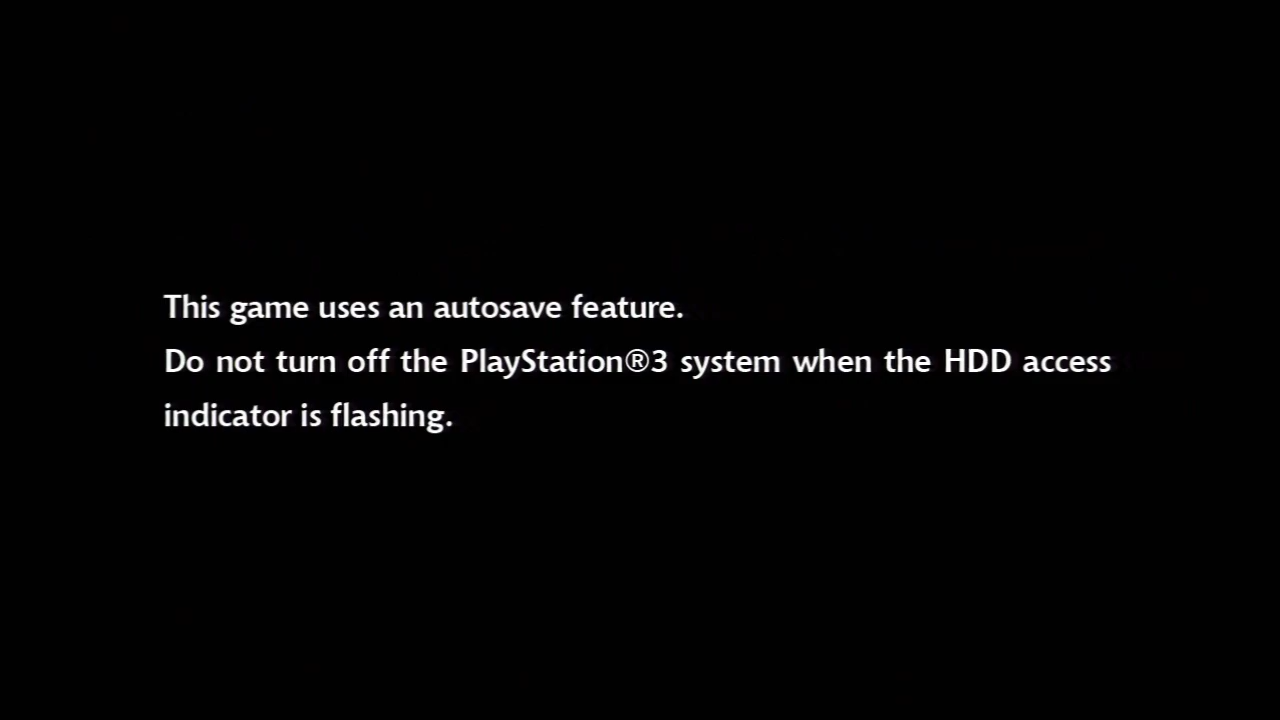 This game uses an autosave feature.
Do not turn off the PlayStation®3 system when the HDD access
indicator is flashing.